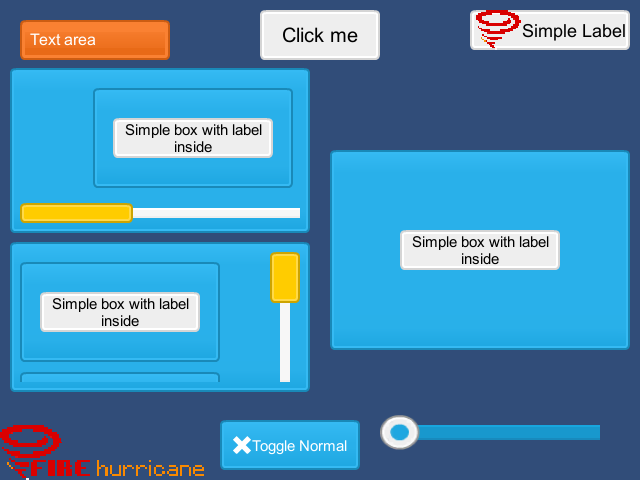 Text area
Click me
Simple Label
Simple box with label
inside
Simple box with label
inside
Simple box with label
inside
Toggle Normal
FIRE hurricane